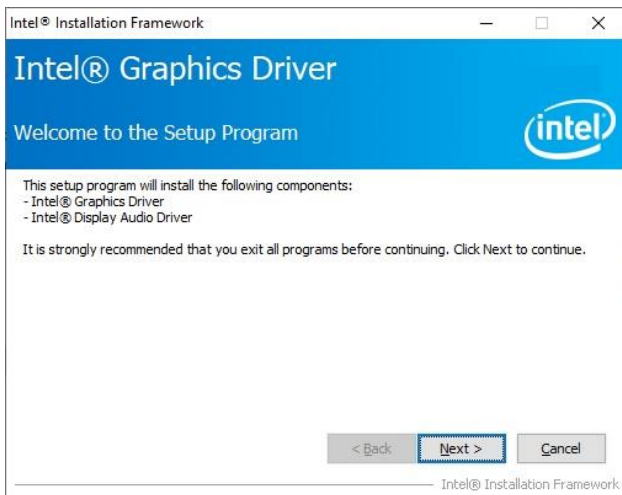 Intel® Installation Framework
Intel® Graphics Driver
Welcome to the Setup Program
intel
This setup program will install the following components:
- Intel® Graphics Driver
- Intel® Display Audio Driver
It is strongly recommended that you exit all programs before continuing. Click Next to continue.
< Back Next > Cancel
Intel® Installation Framework